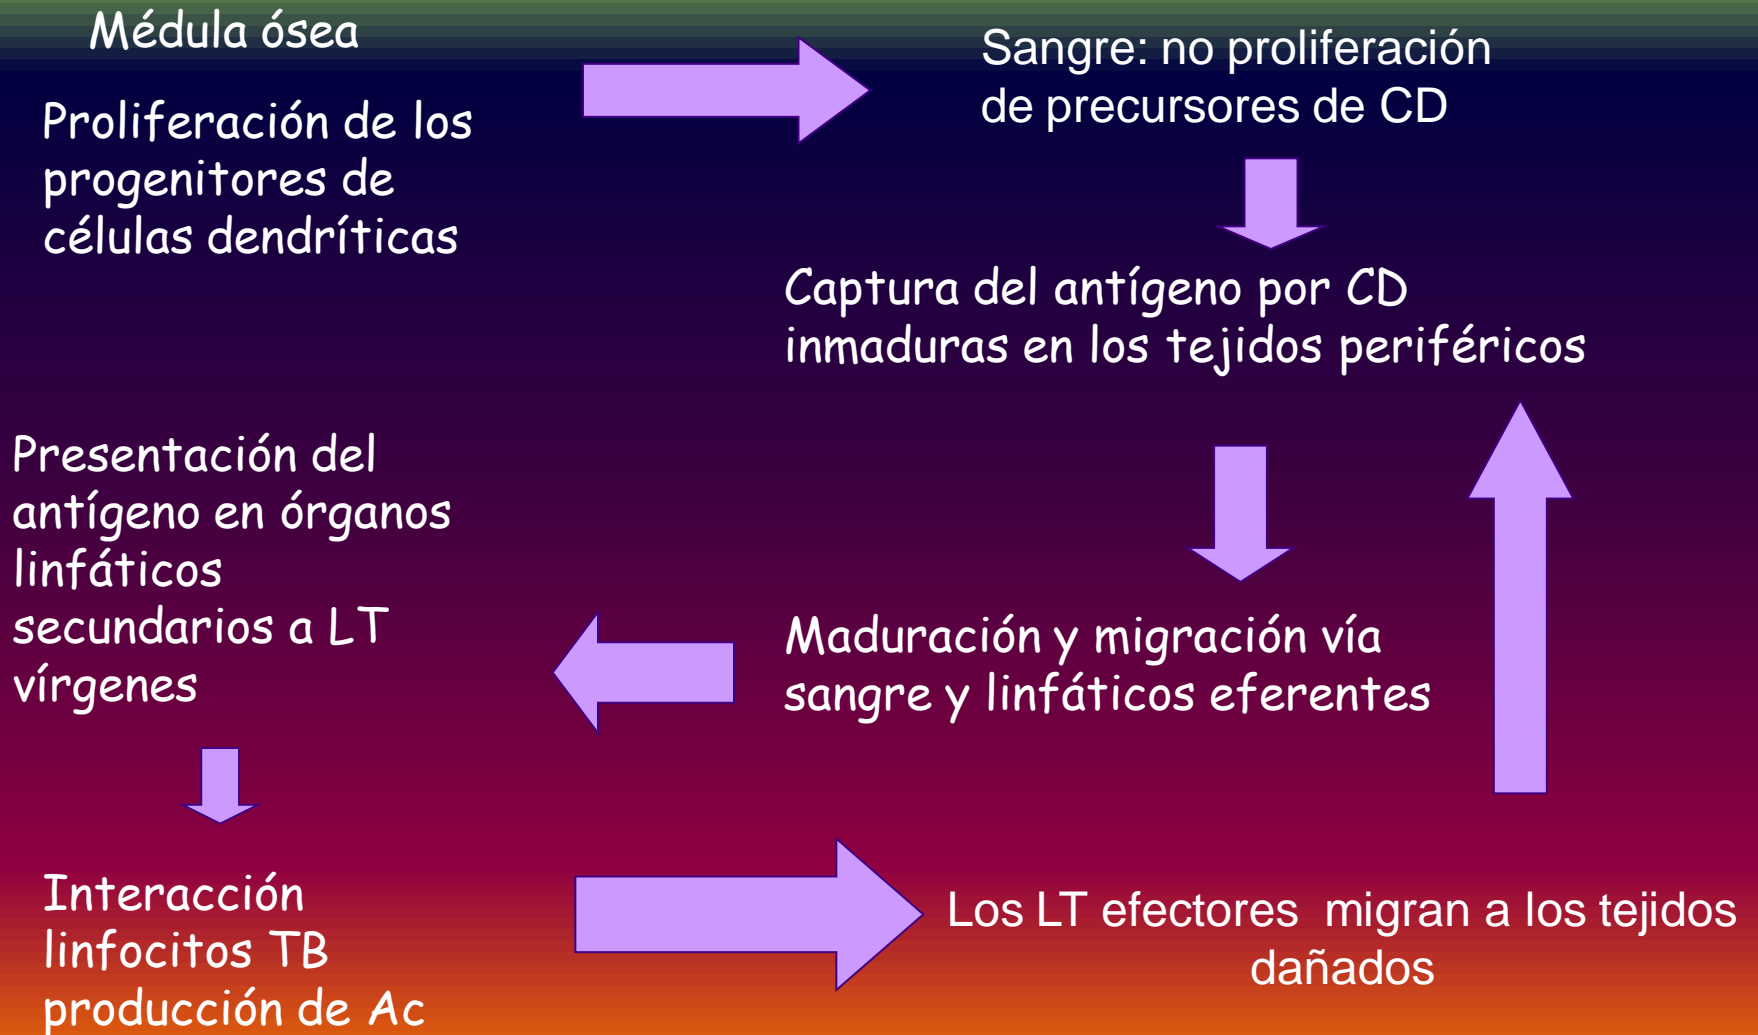 Médula ósea
Proliferación de los
progenitores de
células dendríticas
Sangre: no proliferación
de precursores de CD
Captura del antígeno por CD
inmaduras en los tejidos periféricos
Maduración y migración vía
sangre y linfáticos eferentes
Presentación del
antígeno en órganos
linfáticos
secundarios a LT
vírgenes
Interacción
linfocitos TB
producción de Ac
Los LT efectores migran a los tejidos
dañados